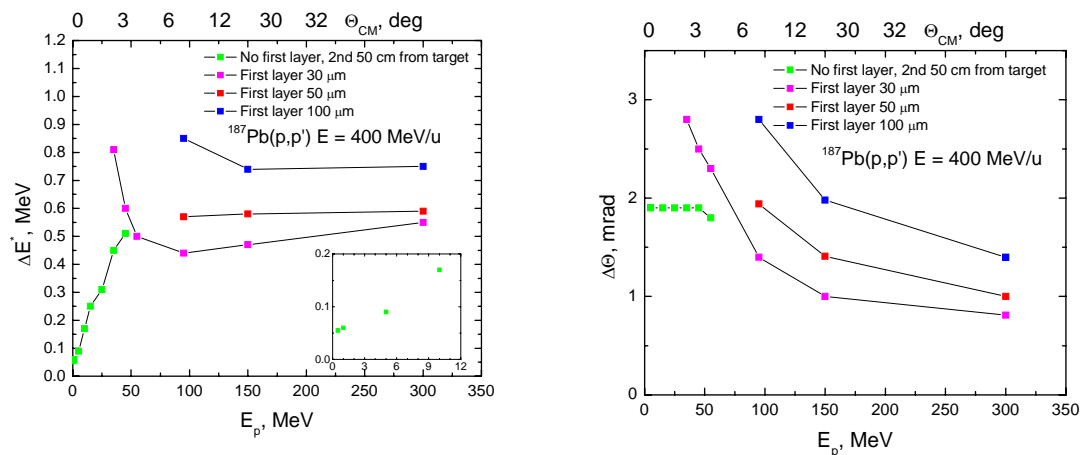 0 3 6 12 30 32 Θ_CM, deg
1.2
1.1
1.0
0.9
0.8
0.7
0.6
0.5
0.4
0.3
0.2
0.1
0.0
ΔE*, MeV
No first layer, 2nd 50 cm from target
First layer 30 μm
First layer 50 μm
First layer 100 μm
¹⁸⁷Pb(p,p') E = 400 MeV/u
0.2
0.1
0.0
0 3 6 9 12
0 50 100 150 200 250 300 350
E_p, MeV
0 3 6 12 30 32 Θ_CM, deg
3
2
1
0
ΔΘ, mrad
No first layer, 2nd 50 cm from target
First layer 30 μm
First layer 50 μm
First layer 100 μm
¹⁸⁷Pb(p,p') E = 400 MeV/u
0 50 100 150 200 250 300 350
E_p, MeV